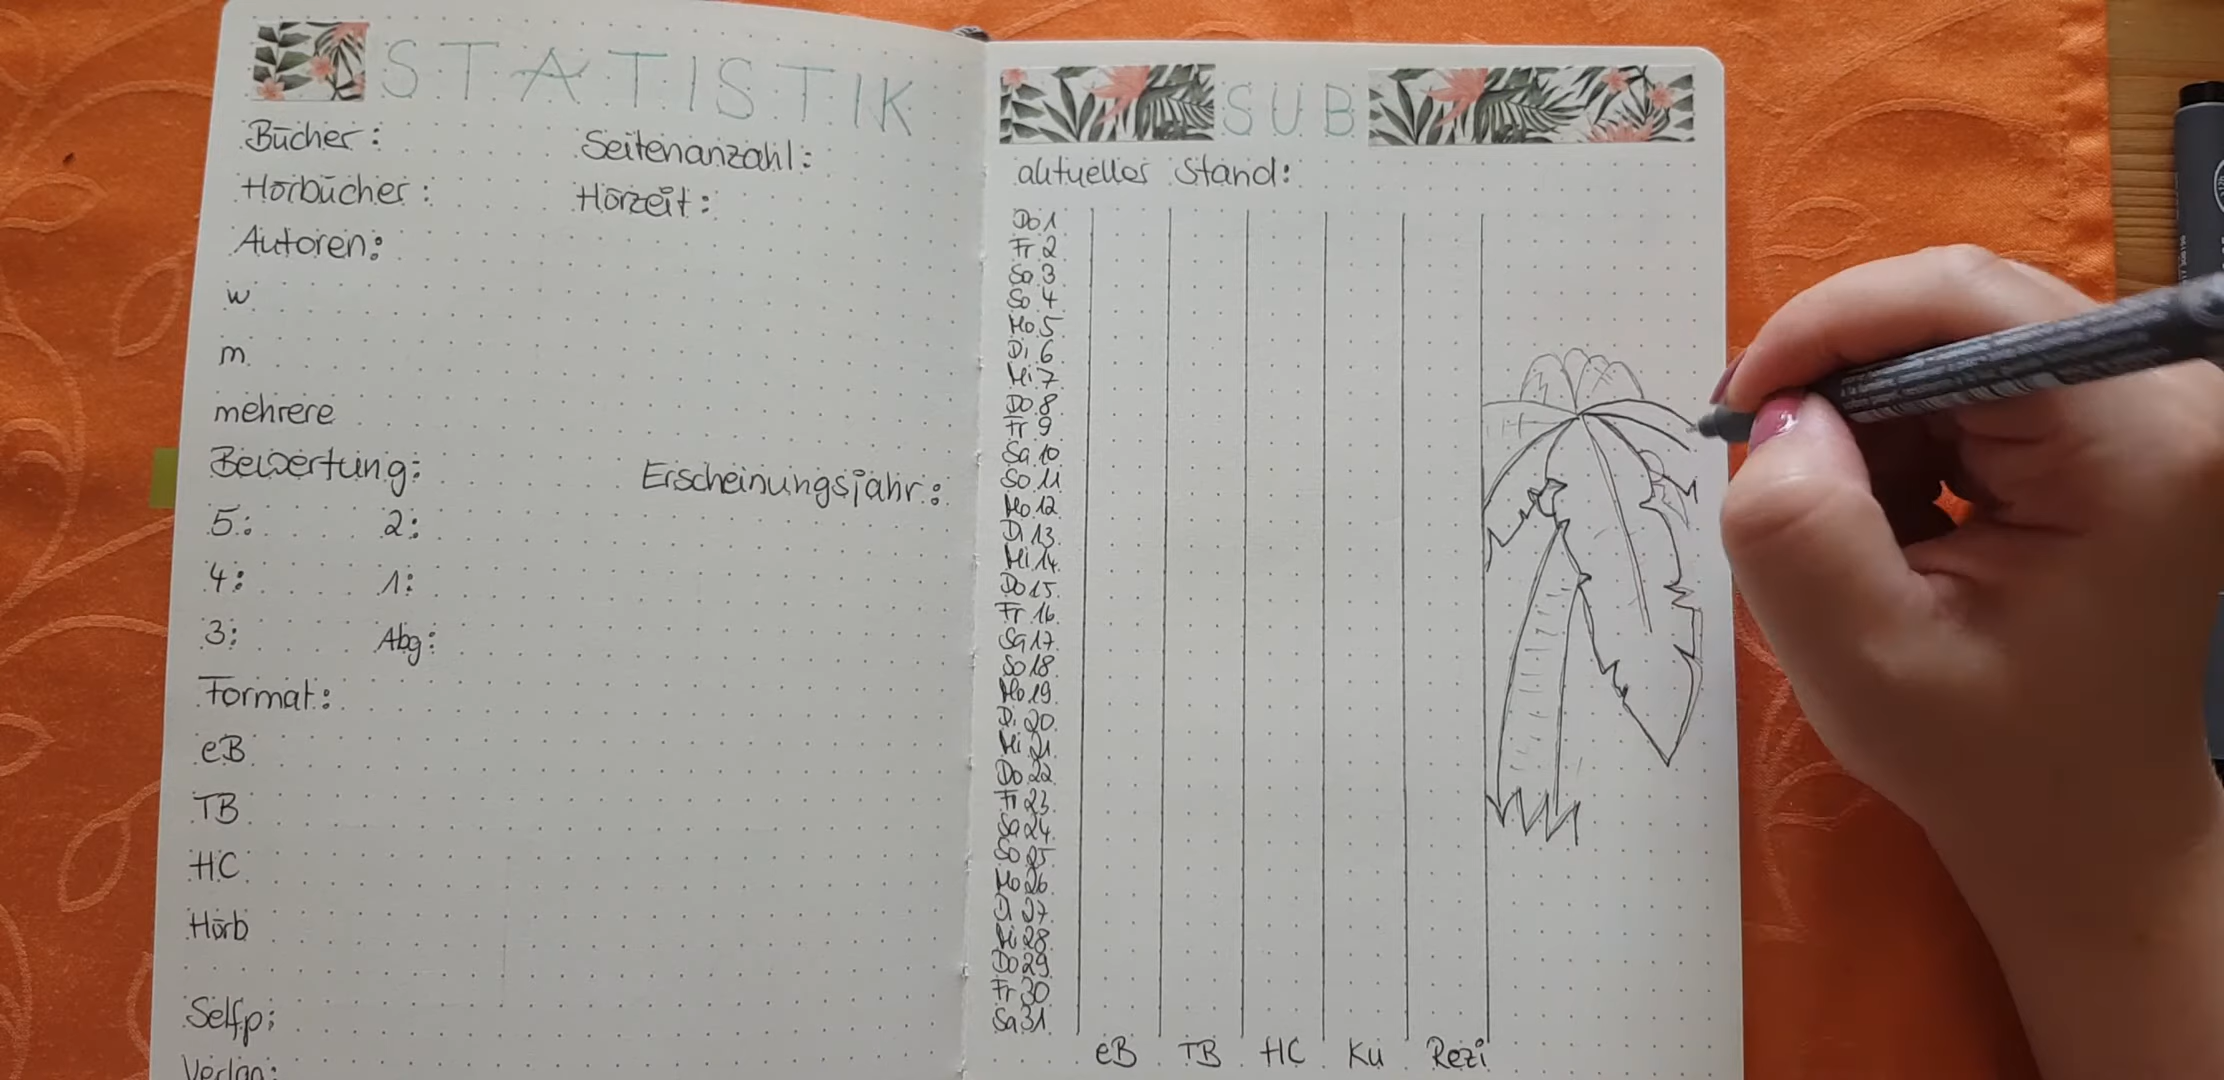 STATISTIK
Bücher: Seitenanzahl:
Hörbücher: Hörzeit:
Autoren:
w
m
mehrere
Bewertung: Erscheinungsjahr:
5: 2:
4: 1:
3: Abg:
Format:
eB
TB
HC
Hörb
Selfp:
Verlag:
SUB
aktueller Stand:
Do 1
Fr 2
Sa 3
So 4
Mo 5
Di 6
Mi 7
Do 8
Fr 9
Sa 10
So 11
Mo 12
Di 13
Mi 14
Do 15
Fr 16
Sa 17
So 18
Mo 19
Di 20
Mi 21
Do 22
Fr 23
Sa 24
So 25
Mo 26
Di 27
Mi 28
Do 29
Fr 30
Sa 31
eB TB HC Ku Rezi